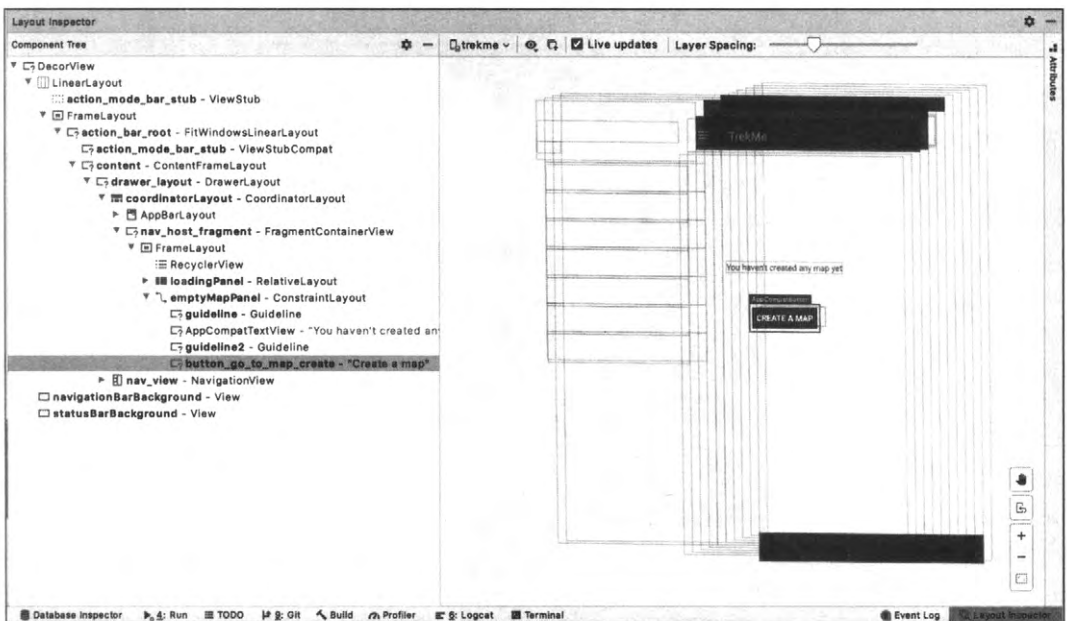 Layout Inspector
Component Tree
trekme
Live updates
Layer Spacing:
Attributes
DecorView
LinearLayout
action_mode_bar_stub - ViewStub
FrameLayout
action_bar_root - FitWindowsLinearLayout
action_mode_bar_stub - ViewStubCompat
content - ContentFrameLayout
drawer_layout - DrawerLayout
coordinatorLayout - CoordinatorLayout
AppBarLayout
nav_host_fragment - FragmentContainerView
FrameLayout
RecyclerView
loadingPanel - RelativeLayout
emptyMapPanel - ConstraintLayout
guideline - Guideline
AppCompatTextView - "You haven't created an
guideline2 - Guideline
button_go_to_map_create - "Create a map"
nav_view - NavigationView
navigationBarBackground - View
statusBarBackground - View
TrekMe
You haven't created any map yet
AppCompatButton
CREATE A MAP
Database Inspector
4: Run
TODO
9: Git
Build
Profiler
6: Logcat
Terminal
Event Log
Layout Inspector